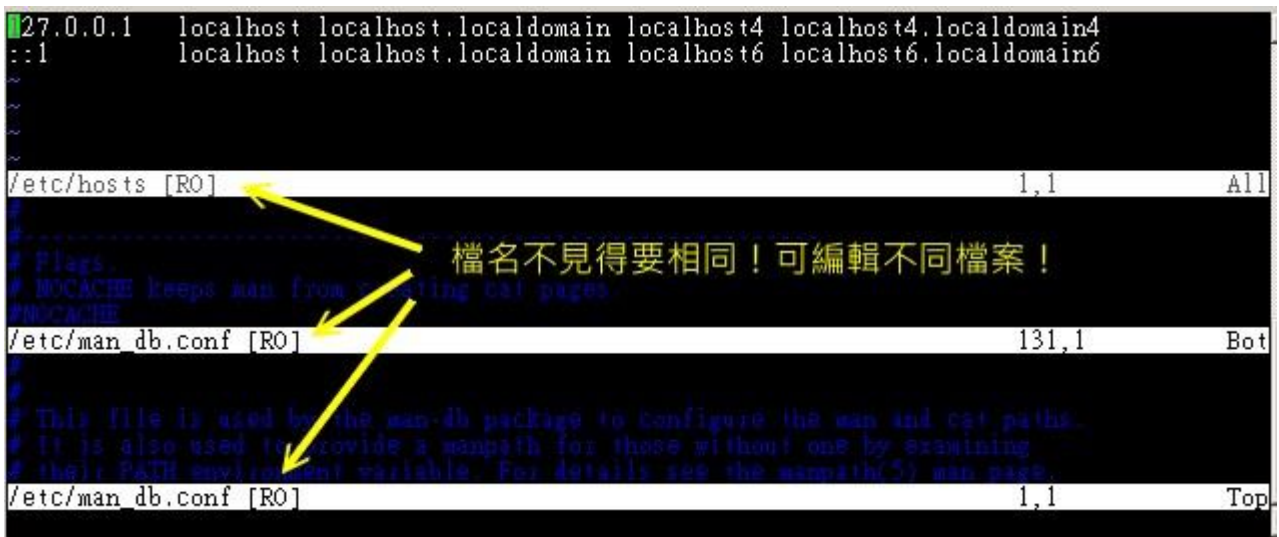 127.0.0.1   localhost localhost.localdomain localhost4 localhost4.localdomain4
::1         localhost localhost.localdomain localhost6 localhost6.localdomain6
~
~
~
~
/etc/hosts [RO] 1,1 All
#
#---------------------------------------------------------
# Flags.
檔名不見得要相同！可編輯不同檔案！
# NOCACHE keeps man from creating cat pages.
#NOCACHE
/etc/man_db.conf [RO] 131,1 Bot
#
#
# This file is used by the man-db package to configure the man and cat paths.
# It is also used to provide a manpath for those without one by examining
# their PATH environment variable. For details see the manpath(5) man page.
/etc/man_db.conf [RO] 1,1 Top